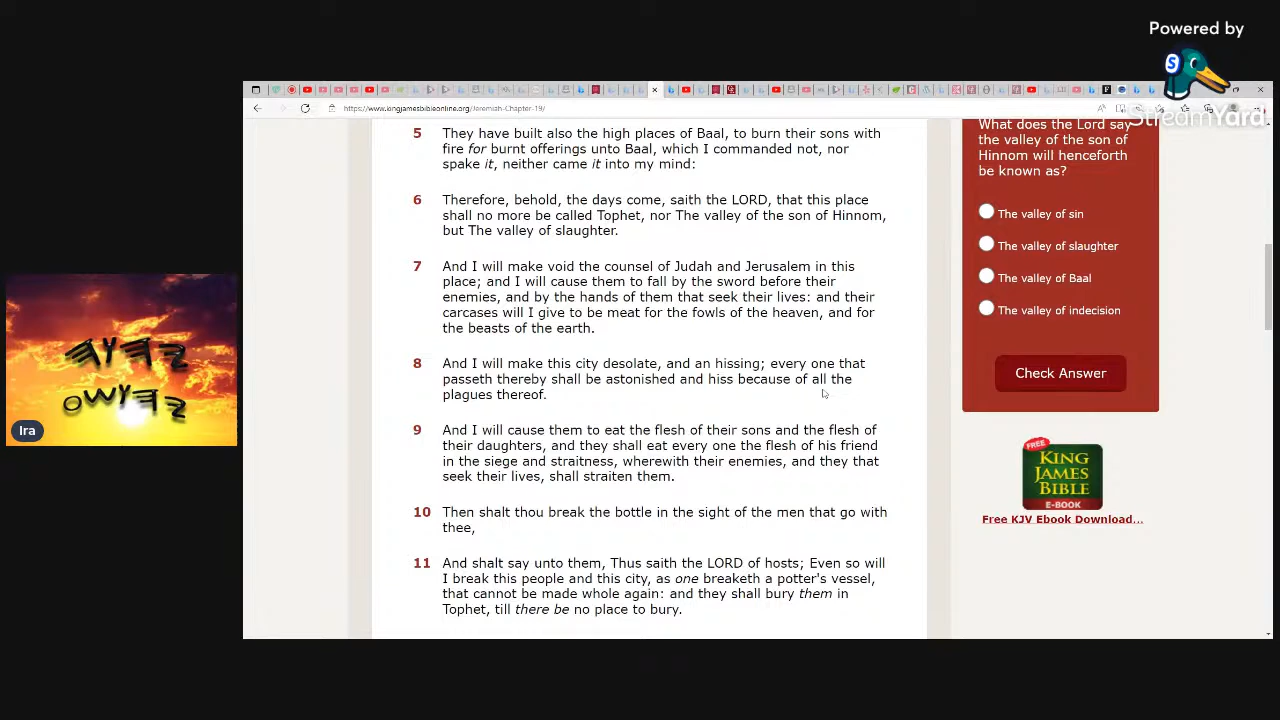 Powered by
StreamYard
https://www.kingjamesbibleonline.org/Jeremiah-Chapter-19/
5 They have built also the high places of Baal, to burn their sons with
fire for burnt offerings unto Baal, which I commanded not, nor
spake it, neither came it into my mind:
6 Therefore, behold, the days come, saith the LORD, that this place
shall no more be called Tophet, nor The valley of the son of Hinnom,
but The valley of slaughter.
7 And I will make void the counsel of Judah and Jerusalem in this
place; and I will cause them to fall by the sword before their
enemies, and by the hands of them that seek their lives: and their
carcases will I give to be meat for the fowls of the heaven, and for
the beasts of the earth.
8 And I will make this city desolate, and an hissing; every one that
passeth thereby shall be astonished and hiss because of all the
plagues thereof.
9 And I will cause them to eat the flesh of their sons and the flesh of
their daughters, and they shall eat every one the flesh of his friend
in the siege and straitness, wherewith their enemies, and they that
seek their lives, shall straiten them.
10 Then shalt thou break the bottle in the sight of the men that go with
thee,
11 And shalt say unto them, Thus saith the LORD of hosts; Even so will
I break this people and this city, as one breaketh a potter's vessel,
that cannot be made whole again: and they shall bury them in
Tophet, till there be no place to bury.
What does the Lord say
the valley of the son of
Hinnom will henceforth
be known as?
The valley of sin
The valley of slaughter
The valley of Baal
The valley of indecision
Check Answer
FREE
KING
JAMES
BIBLE
E-BOOK
Free KJV Ebook Download...
𐤉𐤄𐤅𐤄
𐤉𐤄𐤅𐤔𐤏
Ira